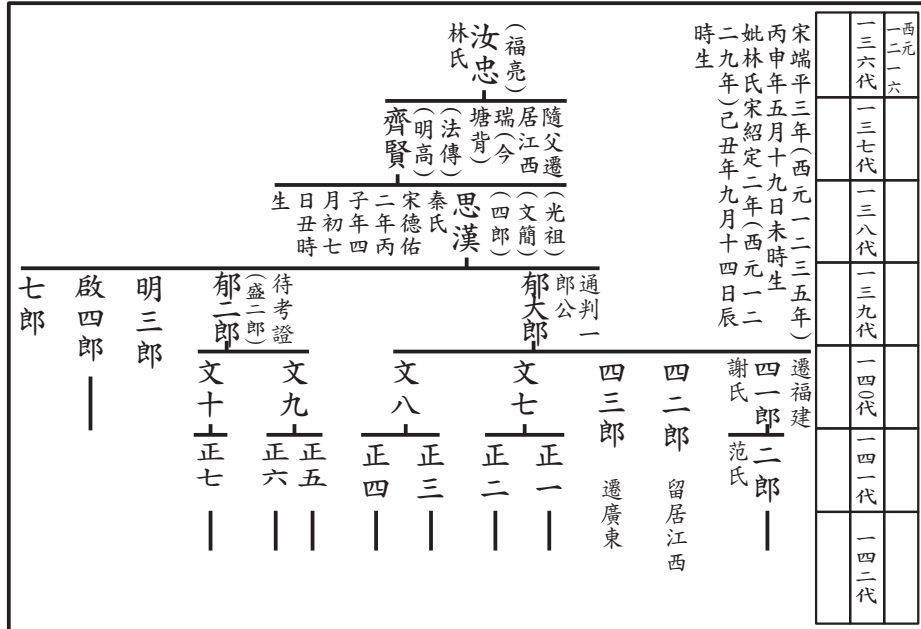 西元
一二一六
一三六代
一三七代
一三八代
一三九代
一四〇代
一四一代
一四二代
宋端平三年(西元一二三五年)
丙申年五月十九日未時生
妣林氏宋紹定二年(西元一二
二九年)己丑年九月十四日辰
時生
(福亮)
汝忠
林氏
隨父遷
居江西
瑞(今
塘背)
(法傳)
(明高)
齊賢
(光祖)
(文簡)
(四郎)
思漢
秦氏
宋德佑
二年丙
子年四
月初七
日丑時
生
通判一
郎公
郁大郎
待考證
郁二郎
(盛二郎)
明三郎
啟四郎
七郎
遷福建
四一郎
謝氏
四二郎
留居江西
四三郎
遷廣東
文七
文八
文九
文十
二郎
范氏
正一
正二
正三
正四
正五
正六
正七